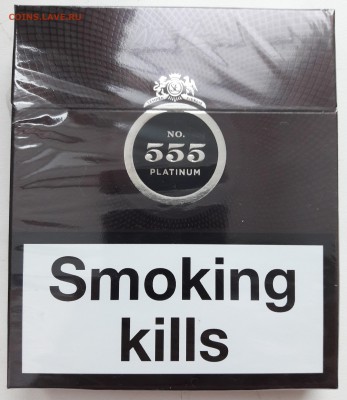 COINS.LAVE.RU
NO.
555
PLATINUM
Smoking
kills